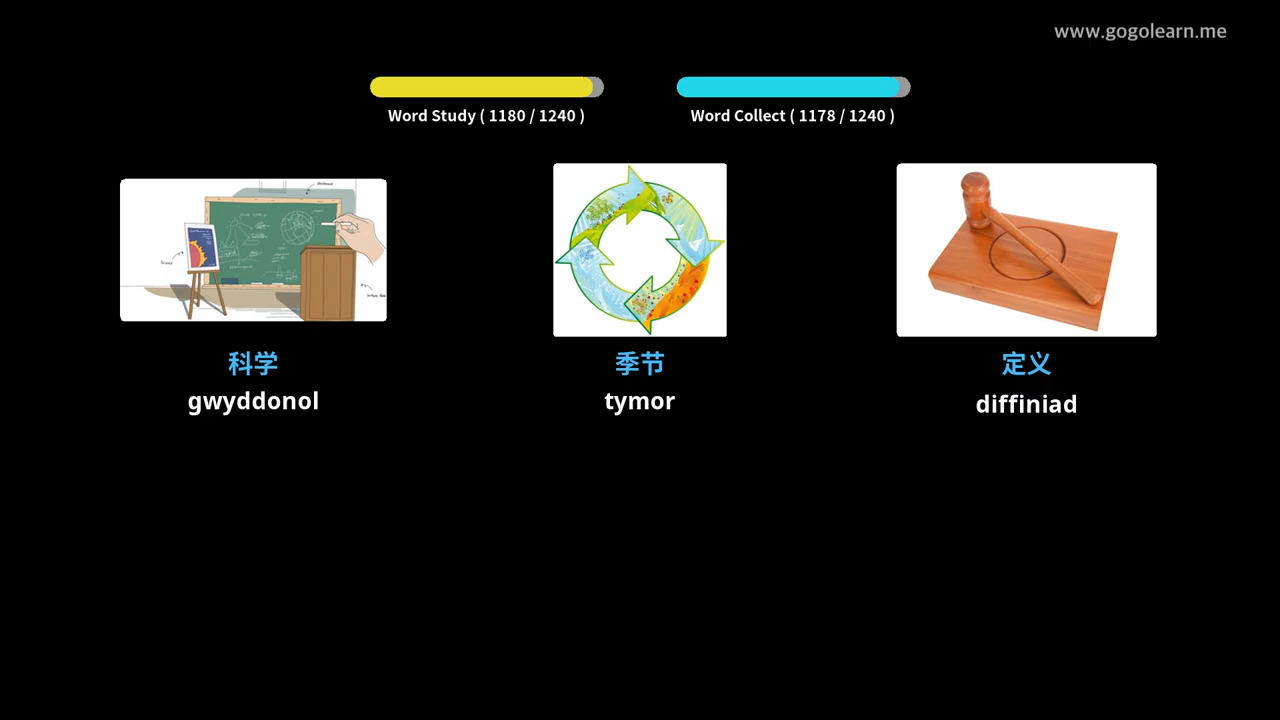 www.gogolearn.me
Word Study ( 1180 / 1240 )
Word Collect ( 1178 / 1240 )
科学
季节
定义
gwyddonol
tymor
diffiniad